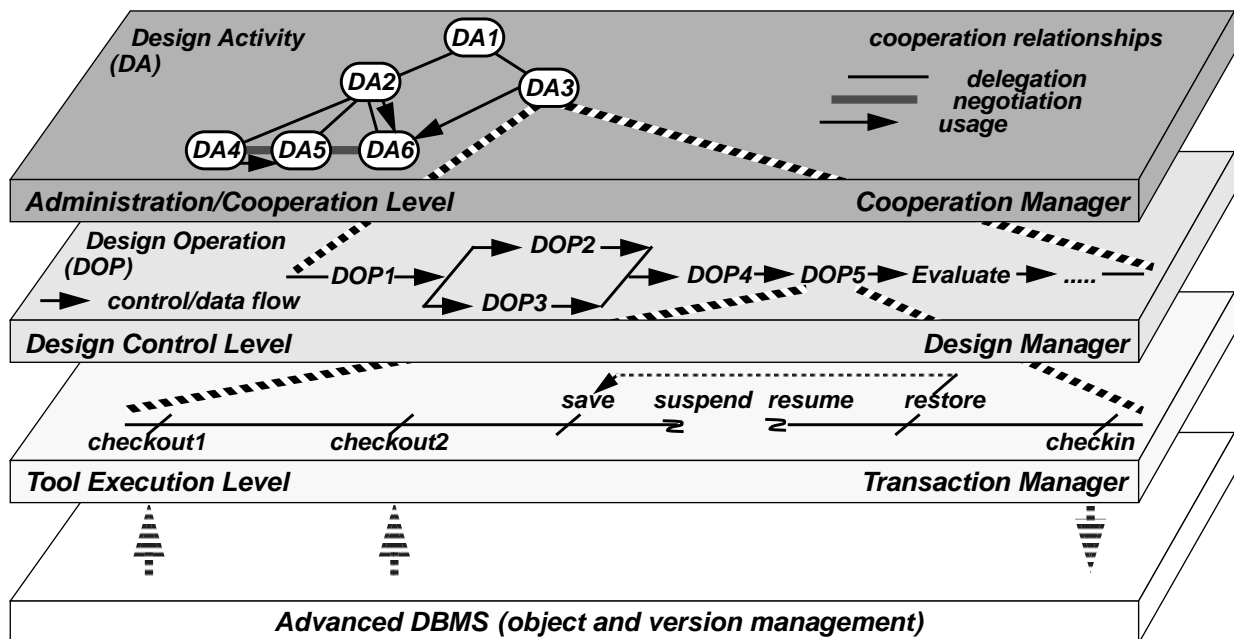 Design Activity
(DA)
DA1
DA2
DA3
DA4
DA5
DA6
cooperation relationships
delegation
negotiation
usage
Administration/Cooperation Level
Cooperation Manager
Design Operation
(DOP)
control/data flow
DOP1
DOP2
DOP3
DOP4
DOP5
Evaluate
.....
Design Control Level
Design Manager
save
suspend
resume
restore
checkout1
checkout2
checkin
Tool Execution Level
Transaction Manager
Advanced DBMS (object and version management)